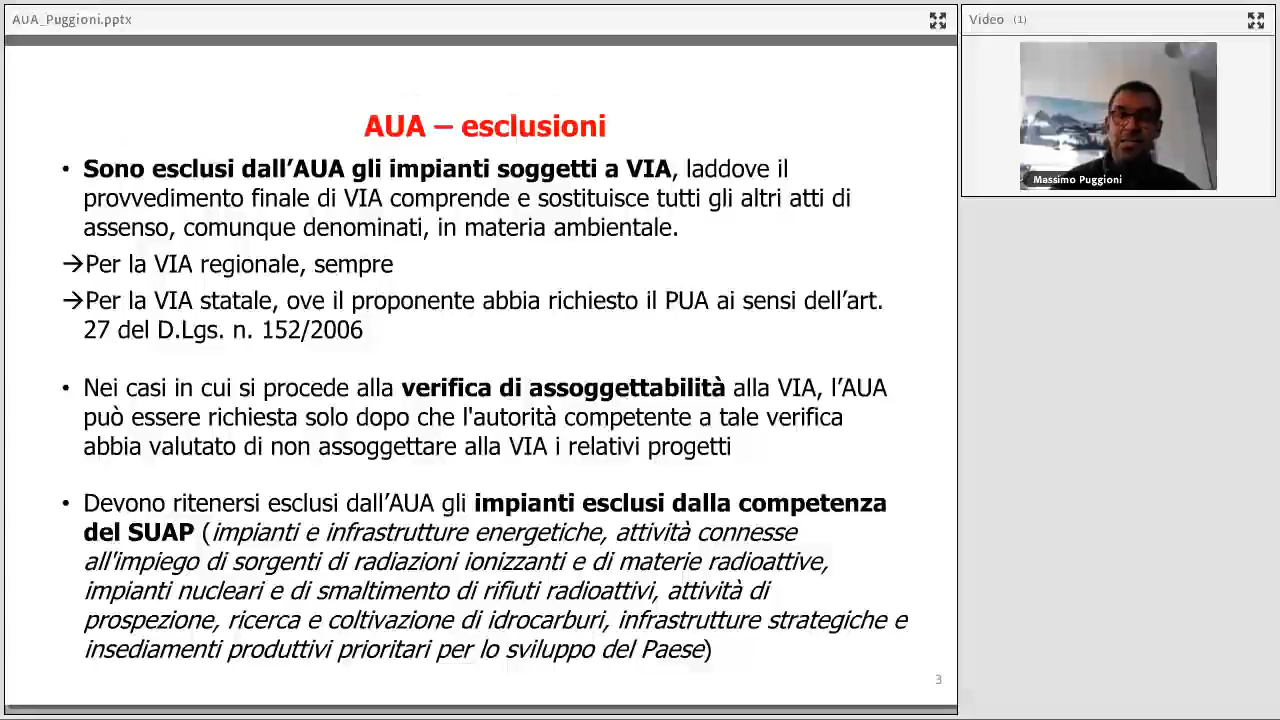 AUA_Puggioni.pptx
Video (1)
Massimo Puggioni
AUA – esclusioni
• Sono esclusi dall’AUA gli impianti soggetti a VIA, laddove il
provvedimento finale di VIA comprende e sostituisce tutti gli altri atti di
assenso, comunque denominati, in materia ambientale.
→Per la VIA regionale, sempre
→Per la VIA statale, ove il proponente abbia richiesto il PUA ai sensi dell’art.
27 del D.Lgs. n. 152/2006
• Nei casi in cui si procede alla verifica di assoggettabilità alla VIA, l’AUA
può essere richiesta solo dopo che l'autorità competente a tale verifica
abbia valutato di non assoggettare alla VIA i relativi progetti
• Devono ritenersi esclusi dall’AUA gli impianti esclusi dalla competenza
del SUAP (impianti e infrastrutture energetiche, attività connesse
all'impiego di sorgenti di radiazioni ionizzanti e di materie radioattive,
impianti nucleari e di smaltimento di rifiuti radioattivi, attività di
prospezione, ricerca e coltivazione di idrocarburi, infrastrutture strategiche e
insediamenti produttivi prioritari per lo sviluppo del Paese)
3